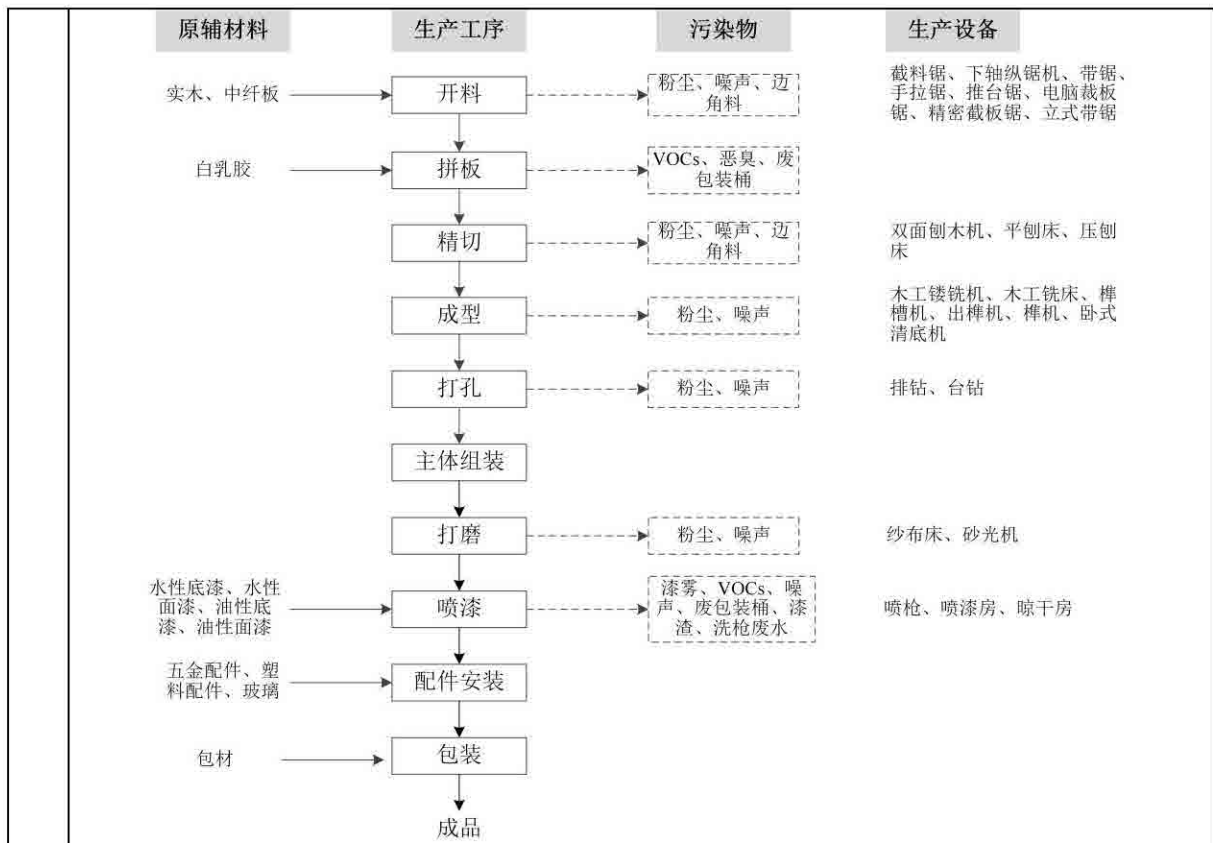 原辅材料
生产工序
污染物
生产设备
实木、中纤板
开料
粉尘、噪声、边
角料
截料锯、下轴纵锯机、带锯、
手拉锯、推台锯、电脑裁板
锯、精密截板锯、立式带锯
白乳胶
拼板
VOCs、恶臭、废
包装桶
精切
粉尘、噪声、边
角料
双面刨木机、平刨床、压刨
床
成型
粉尘、噪声
木工镂铣机、木工铣床、榫
槽机、出榫机、榫机、卧式
清底机
打孔
粉尘、噪声
排钻、台钻
主体组装
打磨
粉尘、噪声
纱布床、砂光机
水性底漆、水性
面漆、油性底
漆、油性面漆
喷漆
漆雾、VOCs、噪
声、废包装桶、漆
渣、洗枪废水
喷枪、喷漆房、晾干房
五金配件、塑
料配件、玻璃
配件安装
包材
包装
成品